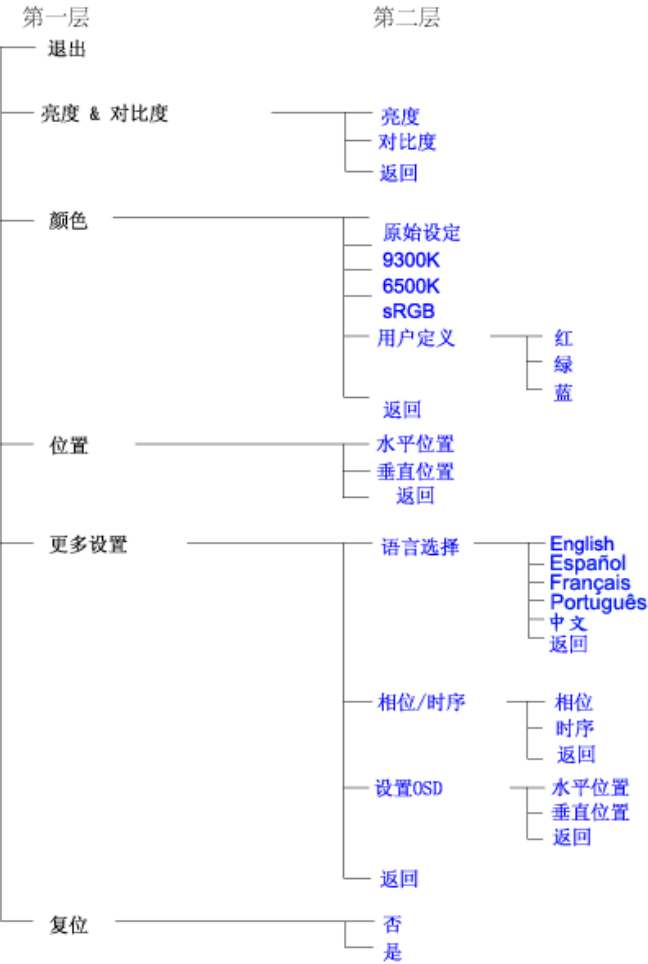 第一层 第二层
退出
亮度 & 对比度
亮度
对比度
返回
颜色
原始设定
9300K
6500K
sRGB
用户定义
红
绿
蓝
返回
位置
水平位置
垂直位置
返回
更多设置
语言选择
English
Español
Français
Português
中文
返回
相位/时序
相位
时序
返回
设置OSD
水平位置
垂直位置
返回
返回
复位
否
是